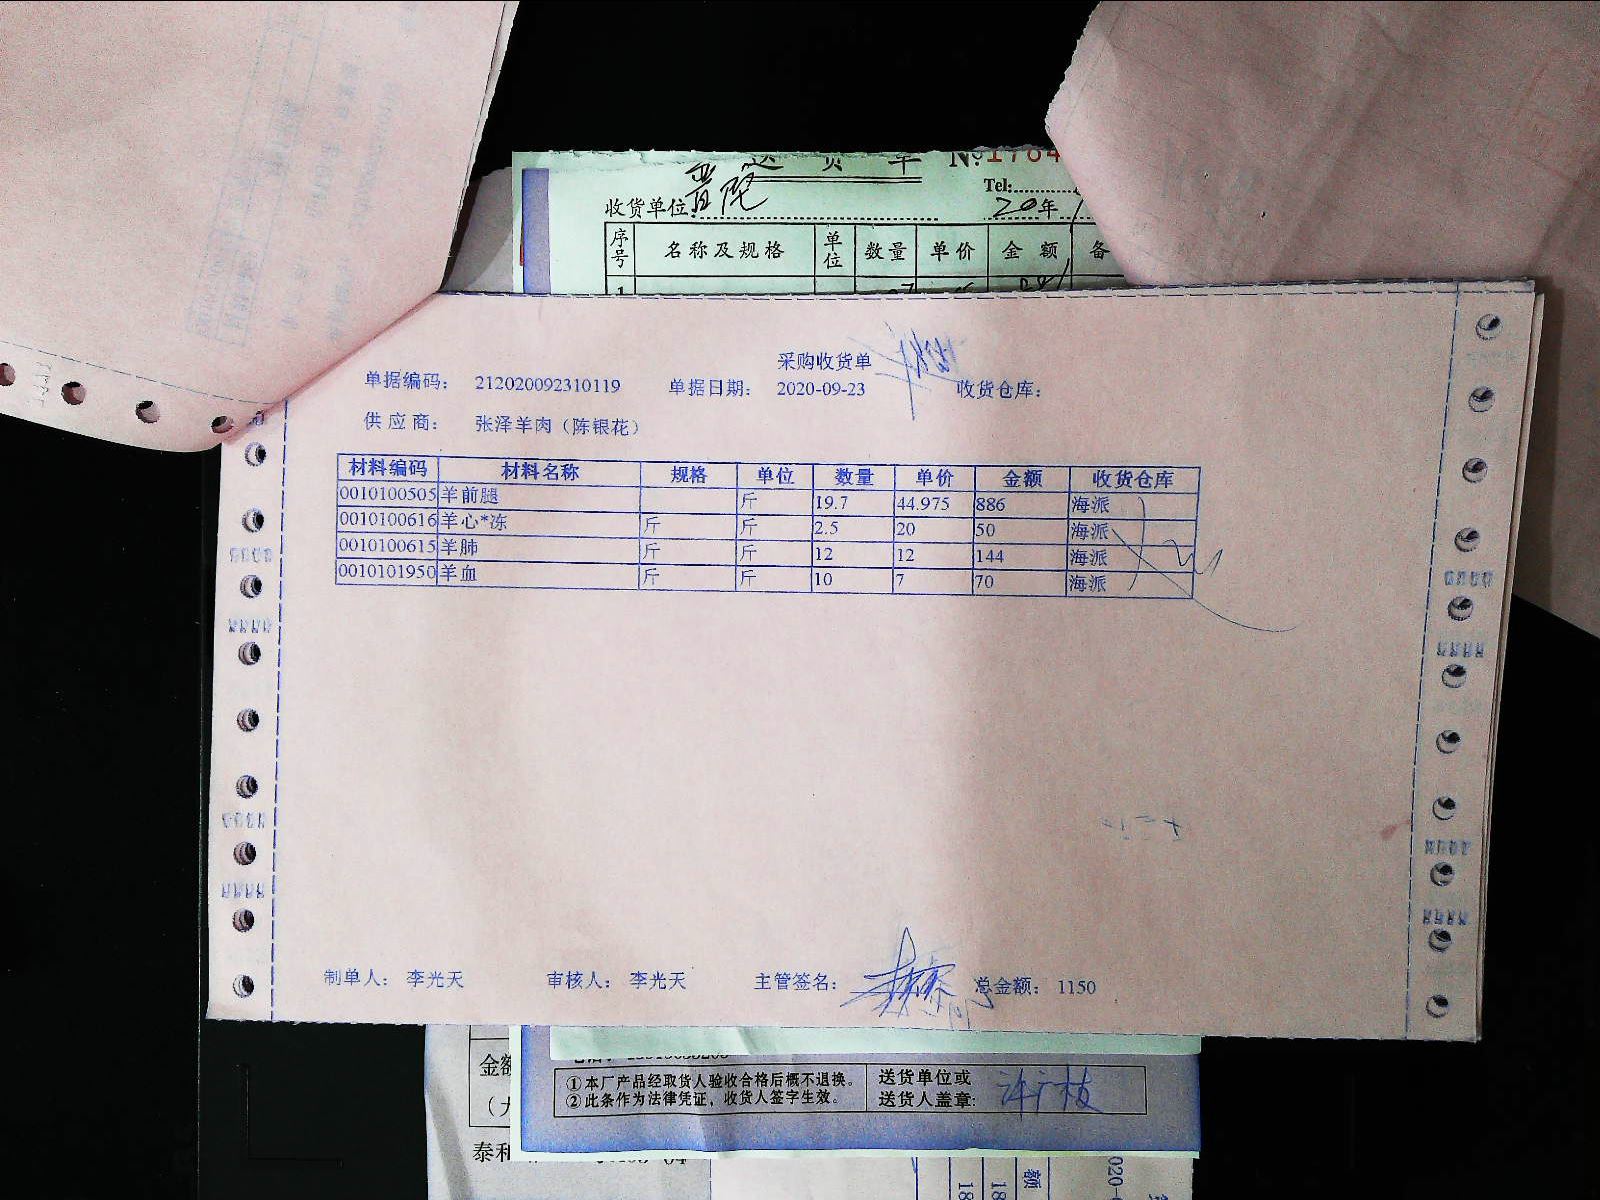 送货单 №1784
Tel:
收货单位: 20年
序号 名称及规格 单位 数量 单价 金额 备
1
采购收货单
单据编码： 212020092310119 单据日期： 2020-09-23 收货仓库：
供应商： 张泽羊肉（陈银花）
材料编码 材料名称 规格 单位 数量 单价 金额 收货仓库
0010100505 羊前腿 斤 19.7 44.975 886 海派
0010100616 羊心*冻 斤 斤 2.5 20 50 海派
0010100615 羊肺 斤 斤 12 12 144 海派
0010101950 羊血 斤 斤 10 7 70 海派
制单人： 李光天 审核人： 李光天 主管签名： 总金额： 1150
金额
①本厂产品经取货人验收合格后概不退换。 送货单位或
②此条作为法律凭证，收货人签字生效。 送货人盖章: 许广枝
泰和